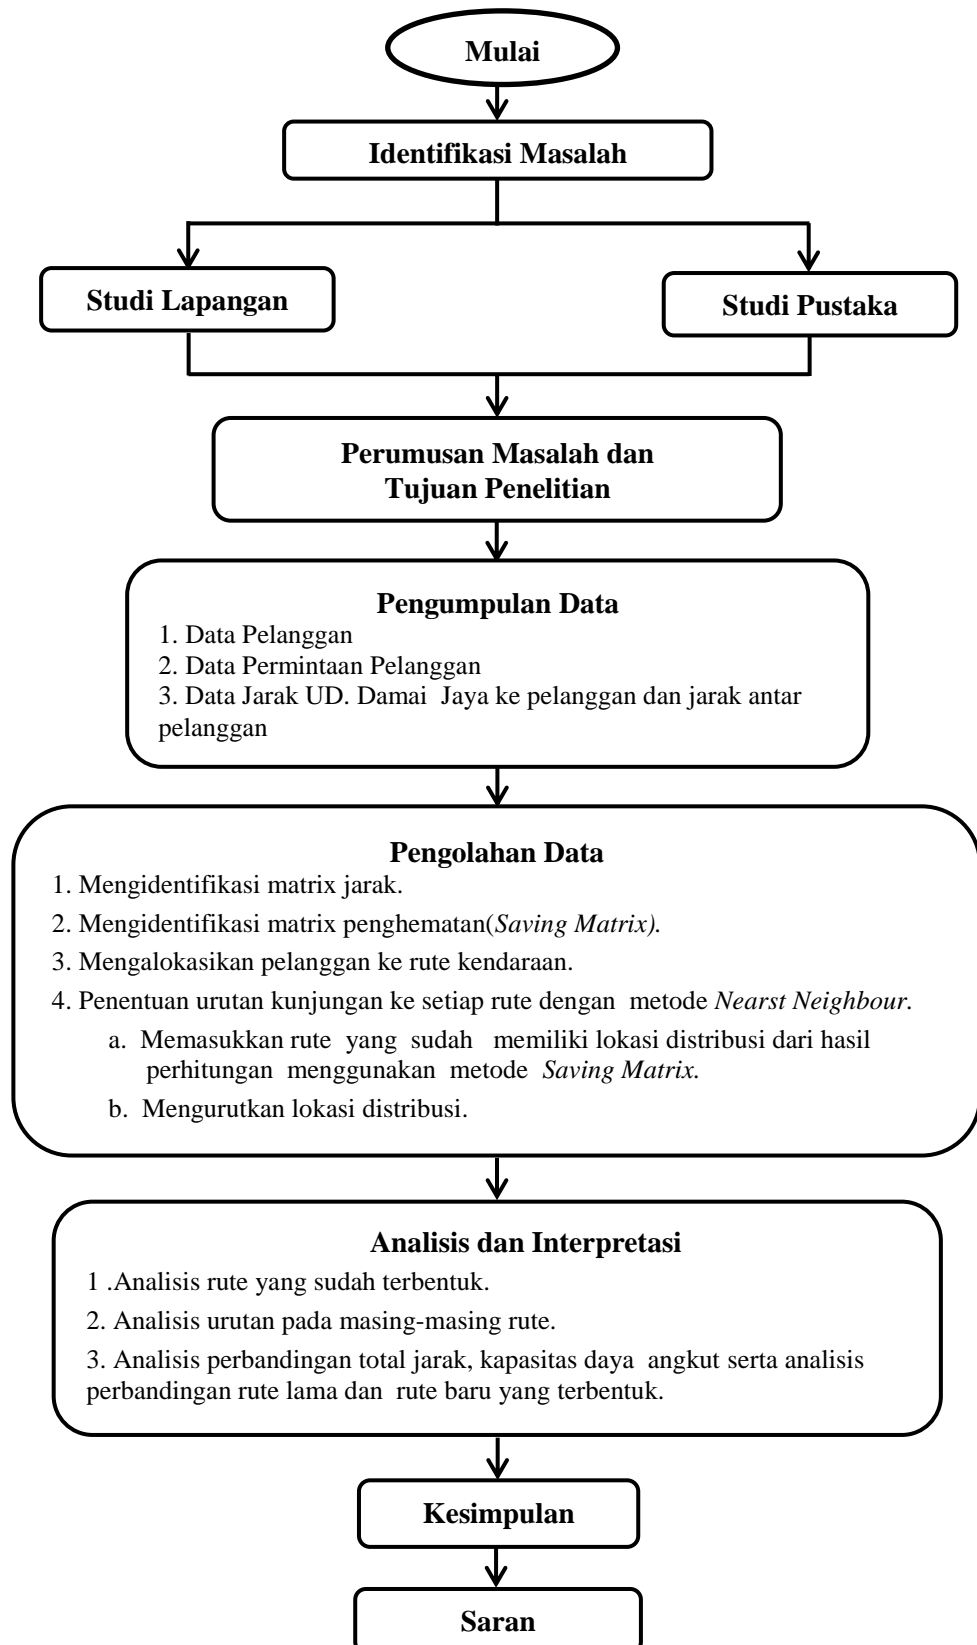 Mulai
Identifikasi Masalah
Studi Lapangan
Studi Pustaka
Perumusan Masalah dan
Tujuan Penelitian
Pengumpulan Data
1. Data Pelanggan
2. Data Permintaan Pelanggan
3. Data Jarak UD. Damai Jaya ke pelanggan dan jarak antar
pelanggan
Pengolahan Data
1. Mengidentifikasi matrix jarak.
2. Mengidentifikasi matrix penghematan(Saving Matrix).
3. Mengalokasikan pelanggan ke rute kendaraan.
4. Penentuan urutan kunjungan ke setiap rute dengan metode Nearst Neighbour.
a. Memasukkan rute yang sudah memiliki lokasi distribusi dari hasil
perhitungan menggunakan metode Saving Matrix.
b. Mengurutkan lokasi distribusi.
Analisis dan Interpretasi
1 .Analisis rute yang sudah terbentuk.
2. Analisis urutan pada masing-masing rute.
3. Analisis perbandingan total jarak, kapasitas daya angkut serta analisis
perbandingan rute lama dan rute baru yang terbentuk.
Kesimpulan
Saran